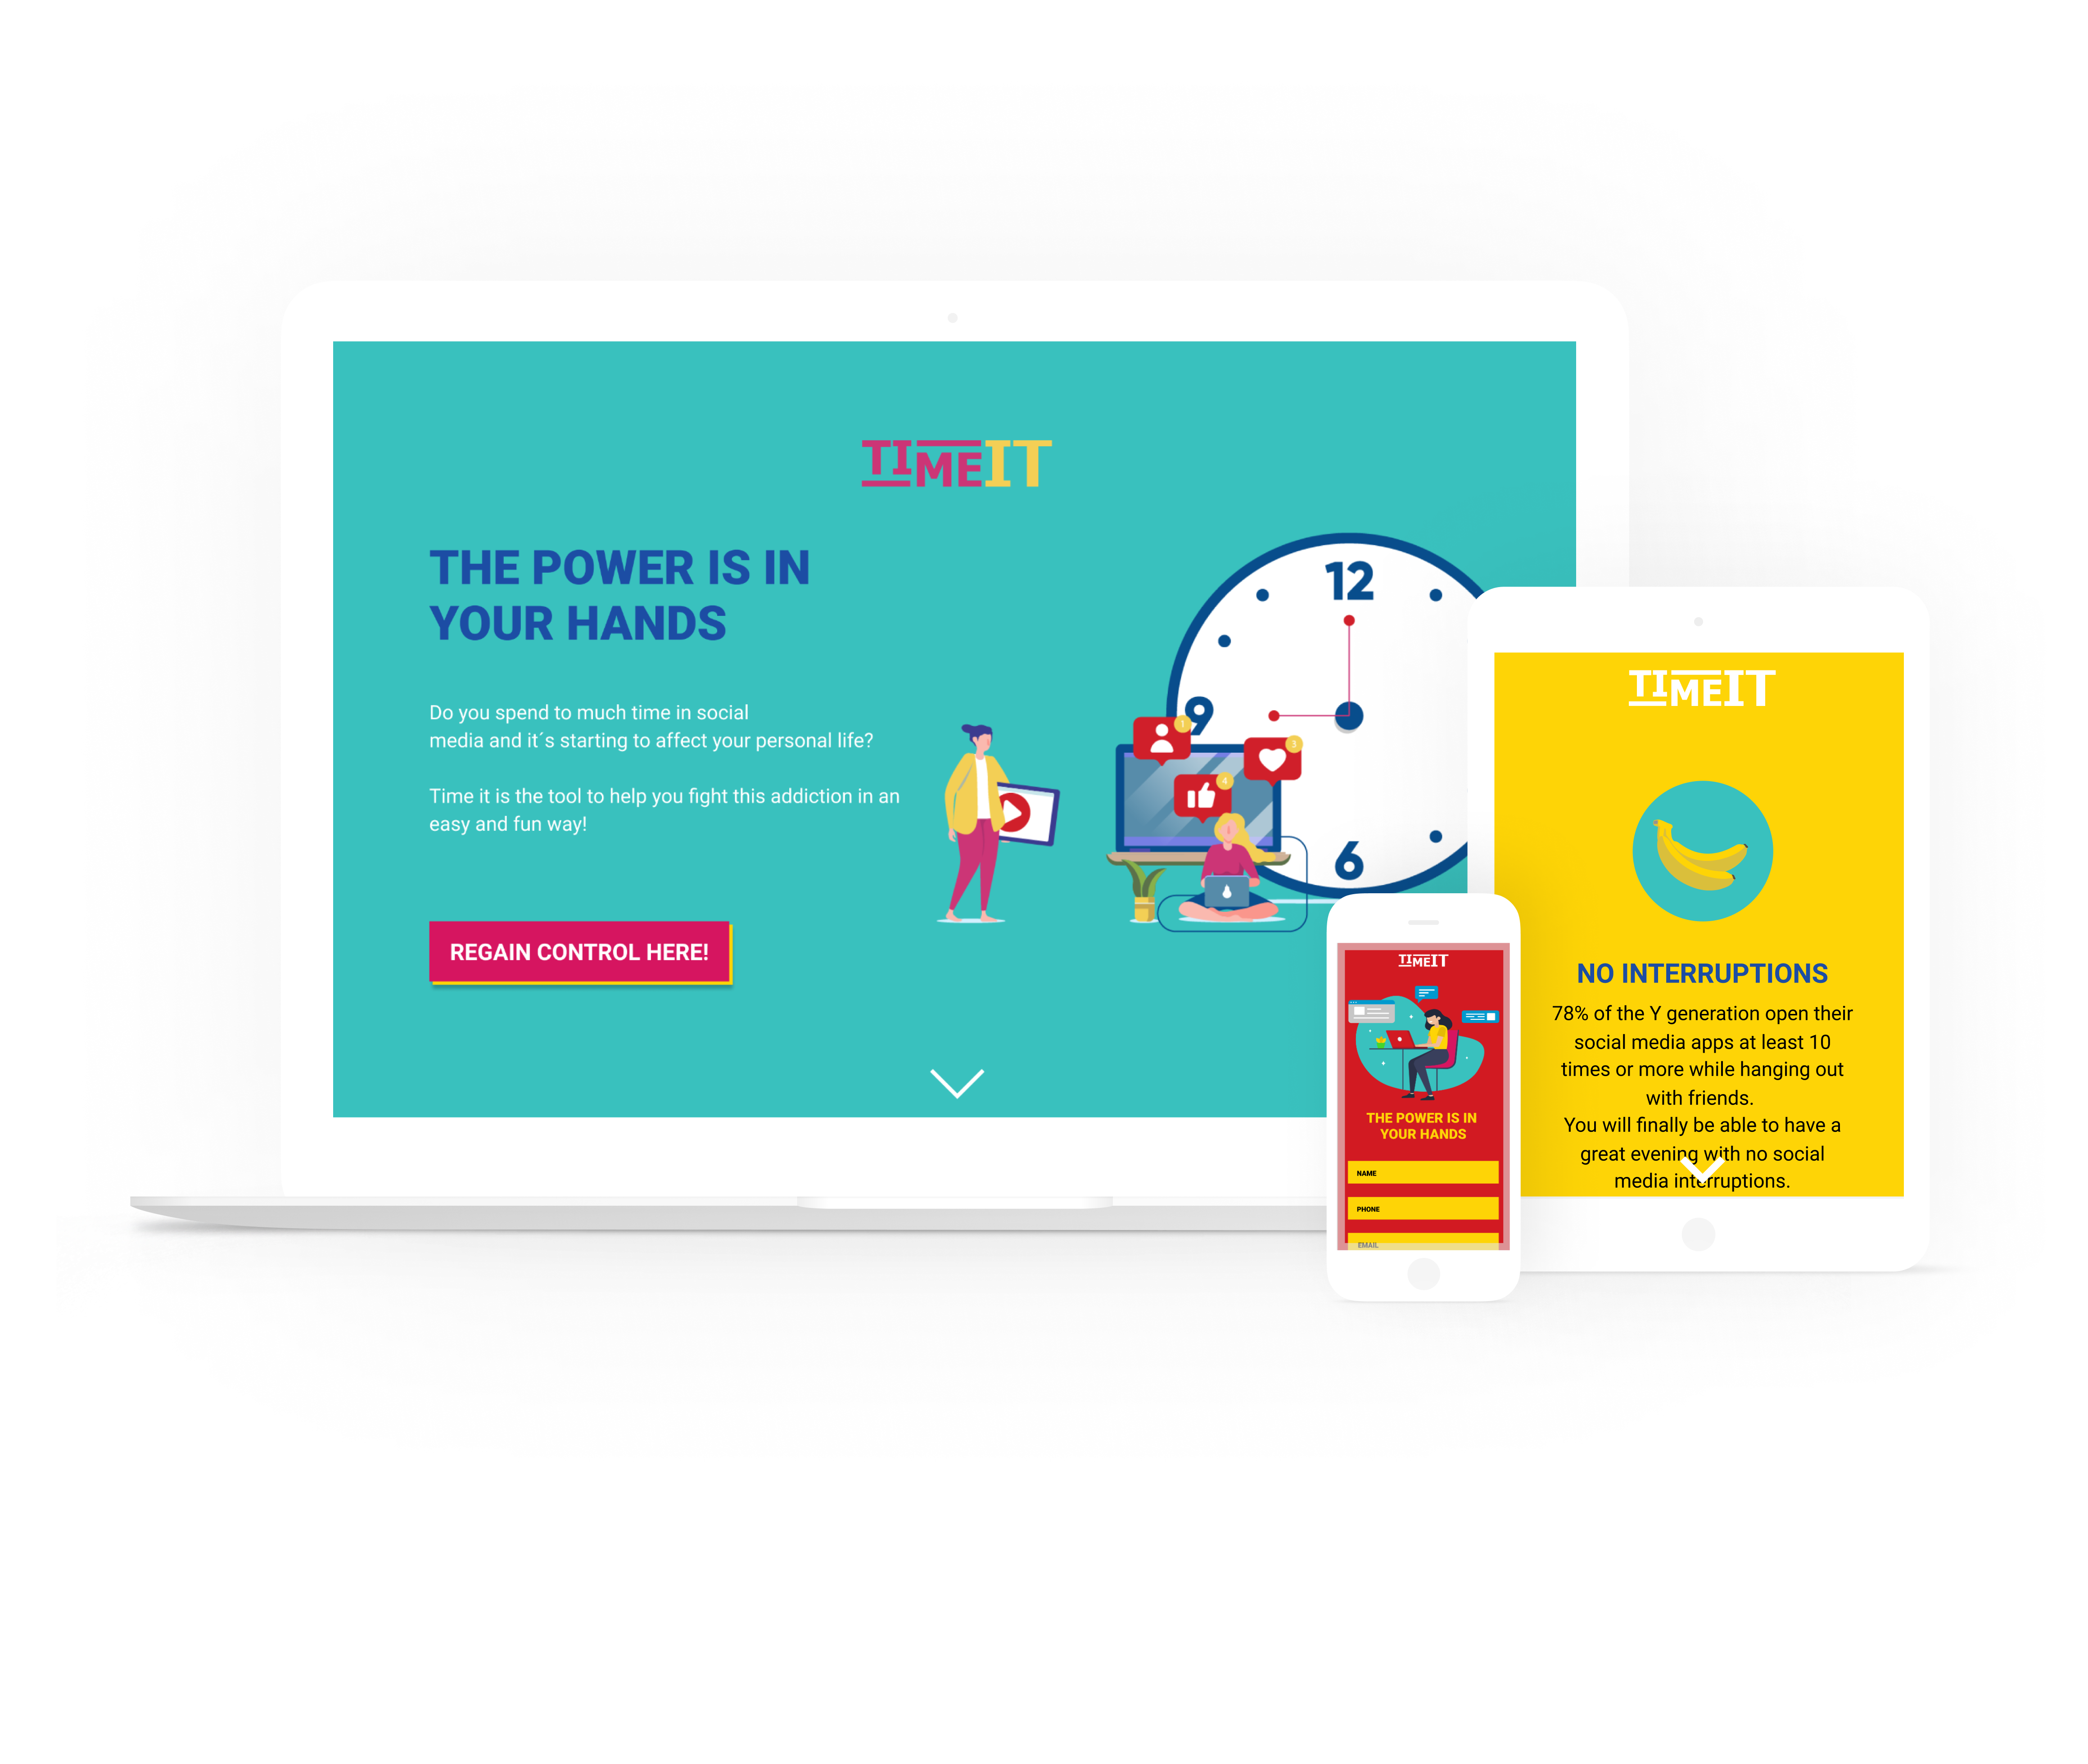 TIMEIT
THE POWER IS IN
YOUR HANDS
Do you spend to much time in social
media and it´s starting to affect your personal life?
Time it is the tool to help you fight this addiction in an
easy and fun way!
REGAIN CONTROL HERE!
12
9
6
1
3
4
TIMEIT
NO INTERRUPTIONS
78% of the Y generation open their
social media apps at least 10
times or more while hanging out
with friends.
You will finally be able to have a
great evening with no social
media interruptions.
TIMEIT
THE POWER IS IN
YOUR HANDS
NAME
PHONE
EMAIL